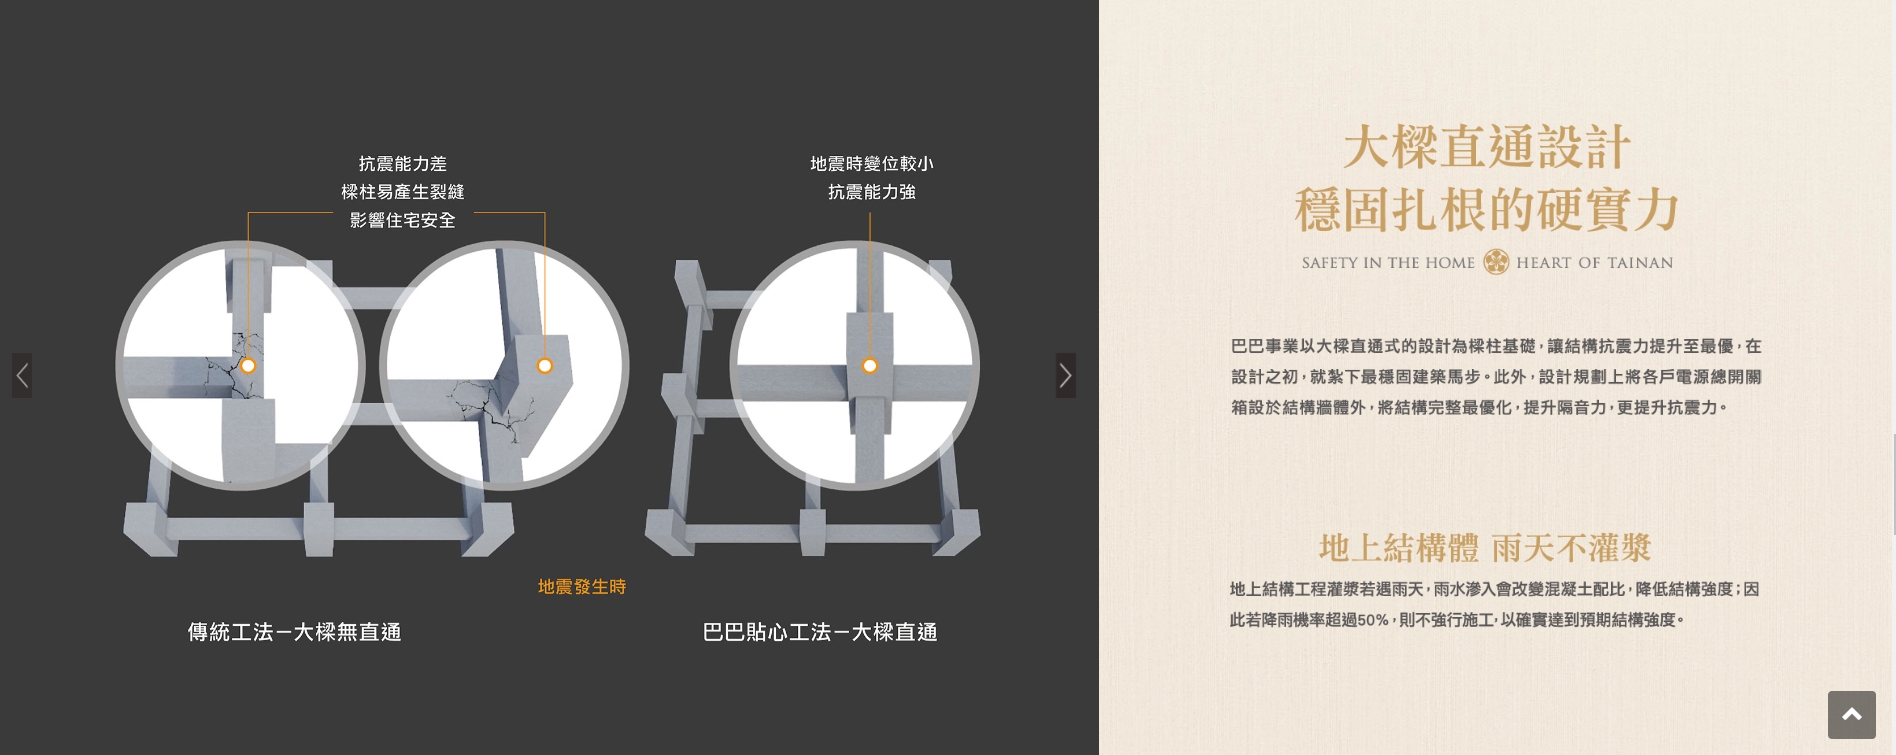 抗震能力差
樑柱易產生裂縫
影響住宅安全
地震時變位較小
抗震能力強
地震發生時
傳統工法－大樑無直通
巴巴貼心工法－大樑直通
大樑直通設計
穩固扎根的硬實力
SAFETY IN THE HOME HEART OF TAINAN
巴巴事業以大樑直通式的設計為樑柱基礎，讓結構抗震力提升至最優，在
設計之初，就紮下最穩固建築馬步。此外，設計規劃上將各戶電源總開關
箱設於結構牆體外，將結構完整最優化，提升隔音力，更提升抗震力。
地上結構體 雨天不灌漿
地上結構工程灌漿若遇雨天，雨水滲入會改變混凝土配比，降低結構強度；因
此若降雨機率超過50%，則不強行施工，以確實達到預期結構強度。